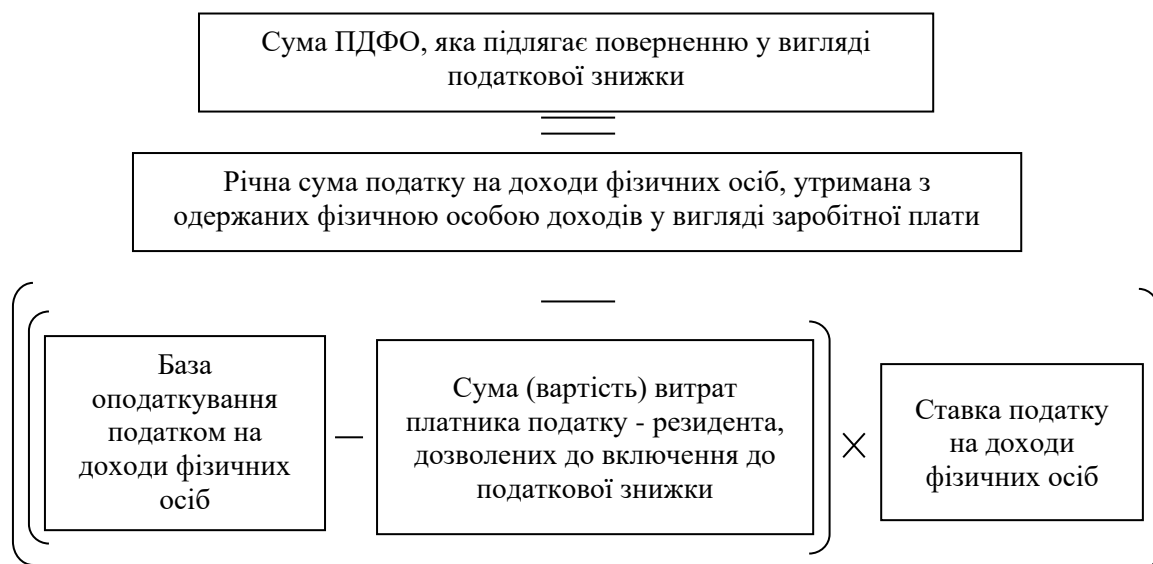 Сума ПДФО, яка підлягає поверненню у вигляді
податкової знижки
Річна сума податку на доходи фізичних осіб, утримана з
одержаних фізичною особою доходів у вигляді заробітної плати
База
оподаткування
податком на
доходи фізичних
осіб
Сума (вартість) витрат
платника податку - резидента,
дозволених до включення до
податкової знижки
Ставка податку
на доходи
фізичних осіб